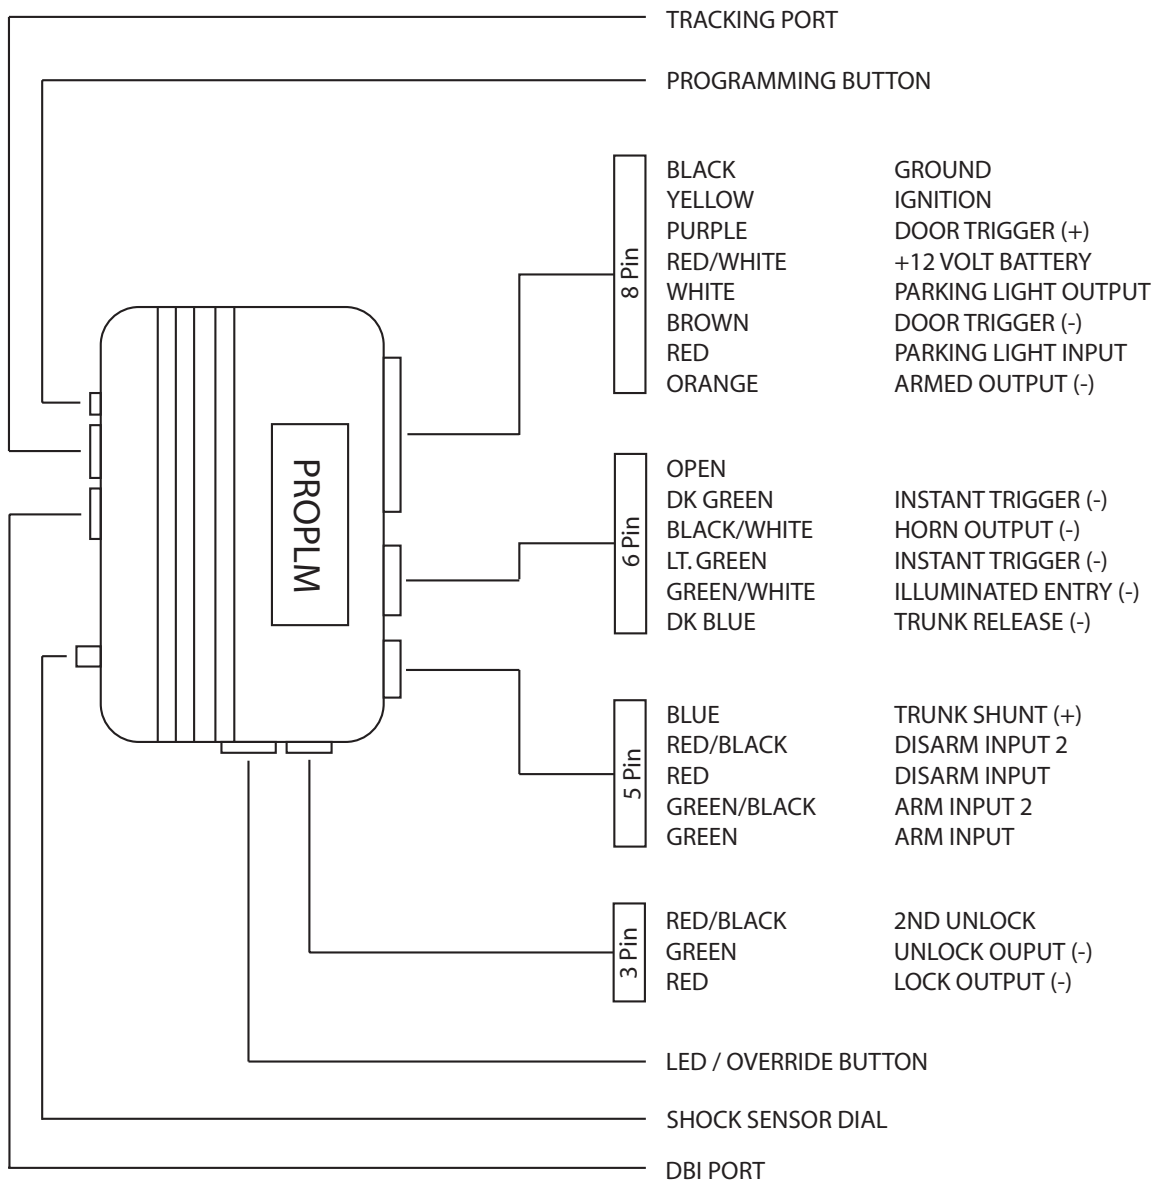 TRACKING PORT
PROGRAMMING BUTTON
8 Pin
BLACK GROUND
YELLOW IGNITION
PURPLE DOOR TRIGGER (+)
RED/WHITE +12 VOLT BATTERY
WHITE PARKING LIGHT OUTPUT
BROWN DOOR TRIGGER (-)
RED PARKING LIGHT INPUT
ORANGE ARMED OUTPUT (-)
PROPLM
6 Pin
OPEN
DK GREEN INSTANT TRIGGER (-)
BLACK/WHITE HORN OUTPUT (-)
LT. GREEN INSTANT TRIGGER (-)
GREEN/WHITE ILLUMINATED ENTRY (-)
DK BLUE TRUNK RELEASE (-)
5 Pin
BLUE TRUNK SHUNT (+)
RED/BLACK DISARM INPUT 2
RED DISARM INPUT
GREEN/BLACK ARM INPUT 2
GREEN ARM INPUT
3 Pin
RED/BLACK 2ND UNLOCK
GREEN UNLOCK OUPUT (-)
RED LOCK OUTPUT (-)
LED / OVERRIDE BUTTON
SHOCK SENSOR DIAL
DBI PORT